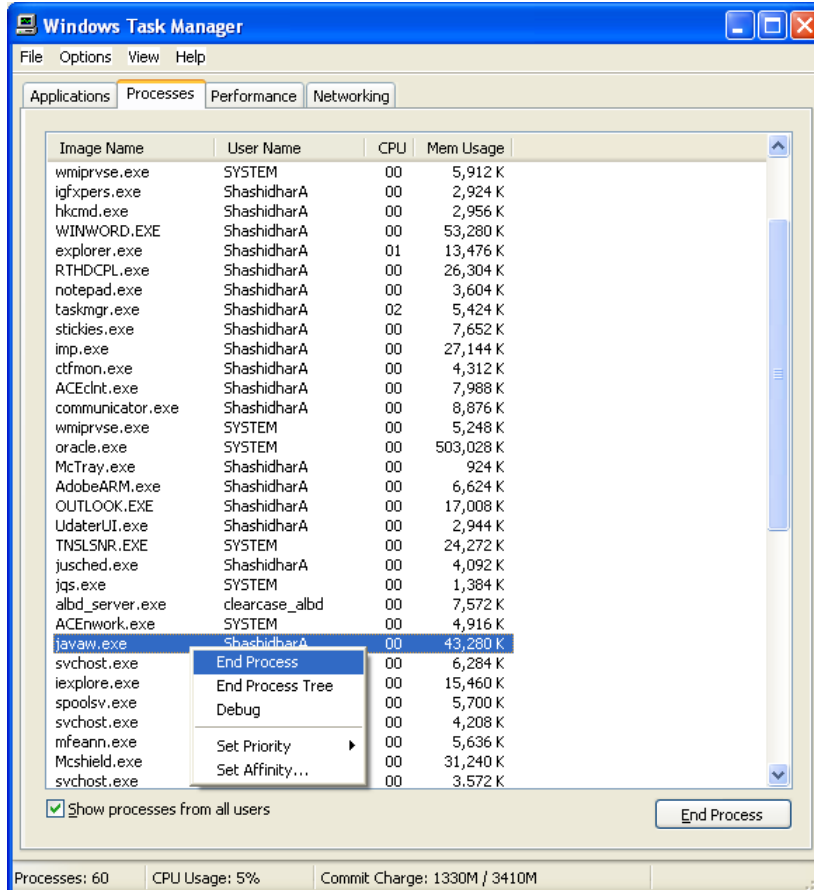 Windows Task Manager
File Options View Help
Applications Processes Performance Networking
Image Name User Name CPU Mem Usage
wmiprvse.exe SYSTEM 00 5,912 K
igfxpers.exe ShashidharA 00 2,924 K
hkcmd.exe ShashidharA 00 2,956 K
WINWORD.EXE ShashidharA 00 53,280 K
explorer.exe ShashidharA 01 13,476 K
RTHDCPL.exe ShashidharA 00 26,304 K
notepad.exe ShashidharA 00 3,604 K
taskmgr.exe ShashidharA 02 5,424 K
stickies.exe ShashidharA 00 7,652 K
imp.exe ShashidharA 00 27,144 K
ctfmon.exe ShashidharA 00 4,312 K
ACEclnt.exe ShashidharA 00 7,988 K
communicator.exe ShashidharA 00 8,876 K
wmiprvse.exe SYSTEM 00 5,248 K
oracle.exe SYSTEM 00 503,028 K
McTray.exe ShashidharA 00 924 K
AdobeARM.exe ShashidharA 00 6,624 K
OUTLOOK.EXE ShashidharA 00 17,008 K
UdaterUI.exe ShashidharA 00 2,944 K
TNSLSNR.EXE SYSTEM 00 24,272 K
jusched.exe ShashidharA 00 4,092 K
jqs.exe SYSTEM 00 1,384 K
albd_server.exe clearcase_albd 00 7,572 K
ACEnwork.exe SYSTEM 00 4,916 K
javaw.exe ShashidharA 00 43,280 K
svchost.exe 00 6,284 K
iexplore.exe 00 15,460 K
spoolsv.exe 00 5,700 K
svchost.exe 00 4,208 K
mfeann.exe 00 5,636 K
Mcshield.exe 00 31,240 K
svchost.exe 00 3,572 K
End Process
End Process Tree
Debug
Set Priority
Set Affinity...
Show processes from all users
End Process
Processes: 60 CPU Usage: 5% Commit Charge: 1330M / 3410M